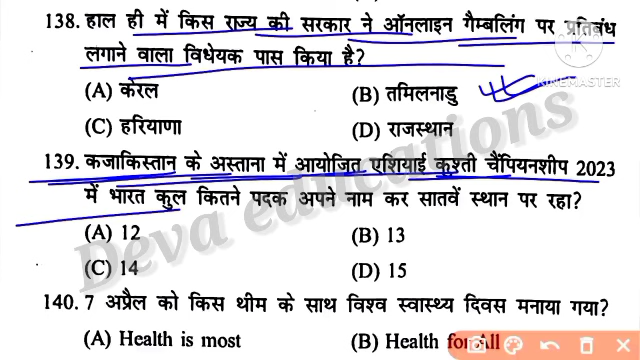 138. हाल ही में किस राज्य की सरकार ने ऑनलाइन गैम्बलिंग पर प्रतिबंध
लगाने वाला विधेयक पास किया है?
(A) केरल (B) तमिलनाडु
(C) हरियाणा (D) राजस्थान
139. कजाकिस्तान के अस्ताना में आयोजित एशियाई कुश्ती चैंपियनशीप 2023
में भारत कुल कितने पदक अपने नाम कर सातवें स्थान पर रहा?
(A) 12 (B) 13
(C) 14 (D) 15
140. 7 अप्रैल को किस थीम के साथ विश्व स्वास्थ्य दिवस मनाया गया?
(A) Health is most (B) Health for All
Deva educations
KINEMASTER